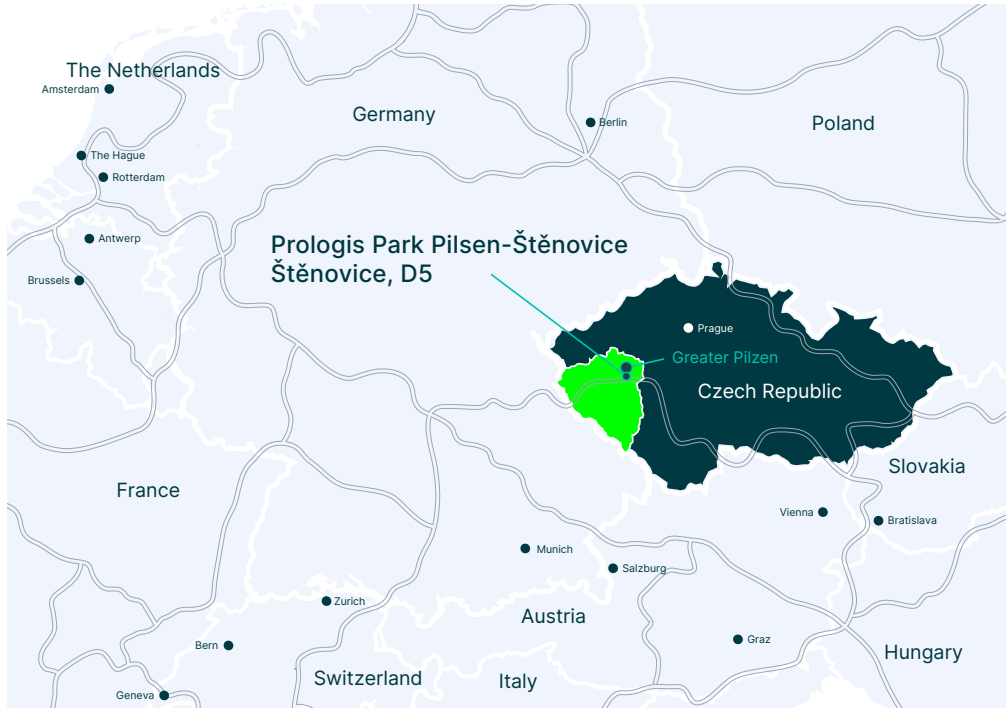 The Netherlands
Amsterdam
Germany
Berlin
Poland
The Hague
Rotterdam
Antwerp
Brussels
Prologis Park Pilsen-Štěnovice
Štěnovice, D5
Prague
Greater Pilzen
Czech Republic
Slovakia
France
Vienna
Bratislava
Munich
Salzburg
Zurich
Austria
Bern
Graz
Hungary
Switzerland
Italy
Geneva